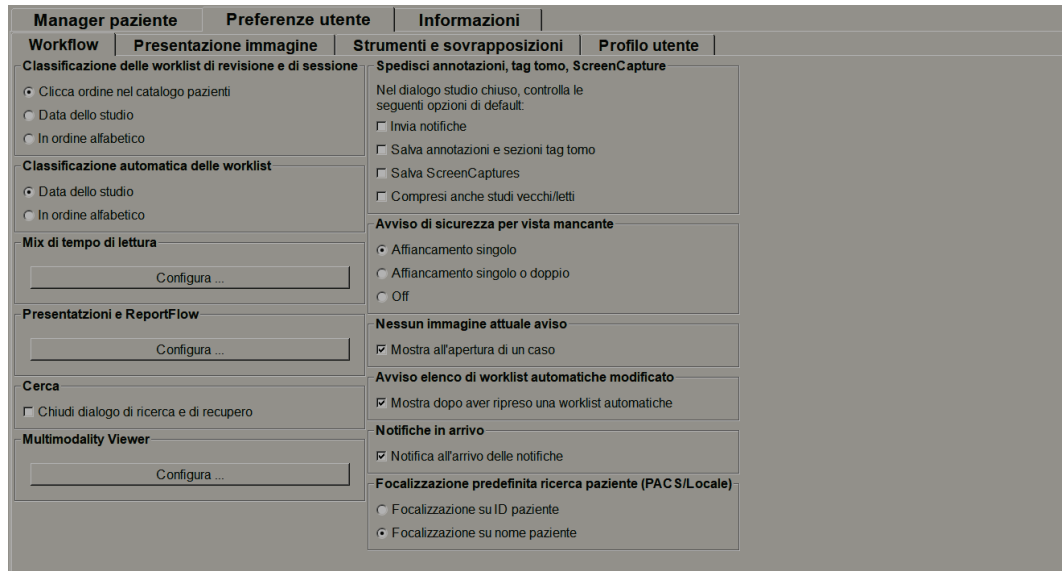 Manager paziente
Preferenze utente
Informazioni
Workflow
Presentazione immagine
Strumenti e sovrapposizioni
Profilo utente
Classificazione delle worklist di revisione e di sessione
Clicca ordine nel catalogo pazienti
Data dello studio
In ordine alfabetico
Classificazione automatica delle worklist
Data dello studio
In ordine alfabetico
Mix di tempo di lettura
Configura ...
Presentatzioni e ReportFlow
Configura ...
Cerca
Chiudi dialogo di ricerca e di recupero
Multimodality Viewer
Configura ...
Spedisci annotazioni, tag tomo, ScreenCapture
Nel dialogo studio chiuso, controlla le
seguenti opzioni di default:
Invia notifiche
Salva annotazioni e sezioni tag tomo
Salva ScreenCaptures
Compresi anche studi vecchi/letti
Avviso di sicurezza per vista mancante
Affiancamento singolo
Affiancamento singolo o doppio
Off
Nessun immagine attuale aviso
Mostra all'apertura di un caso
Avviso elenco di worklist automatiche modificato
Mostra dopo aver ripreso una worklist automatiche
Notifiche in arrivo
Notifica all'arrivo delle notifiche
Focalizzazione predefinita ricerca paziente (PACS/Locale)
Focalizzazione su ID paziente
Focalizzazione su nome paziente